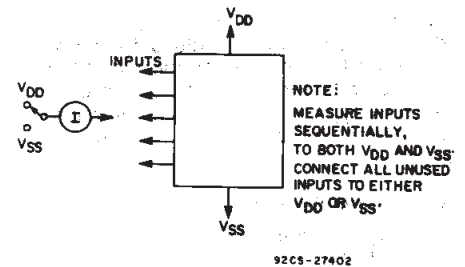 VDD
INPUTS
VDD
I
VSS
NOTE:
MEASURE INPUTS
SEQUENTIALLY,
TO BOTH VDD AND VSS.
CONNECT ALL UNUSED
INPUTS TO EITHER
VDD OR VSS.
VSS
92CS-27402